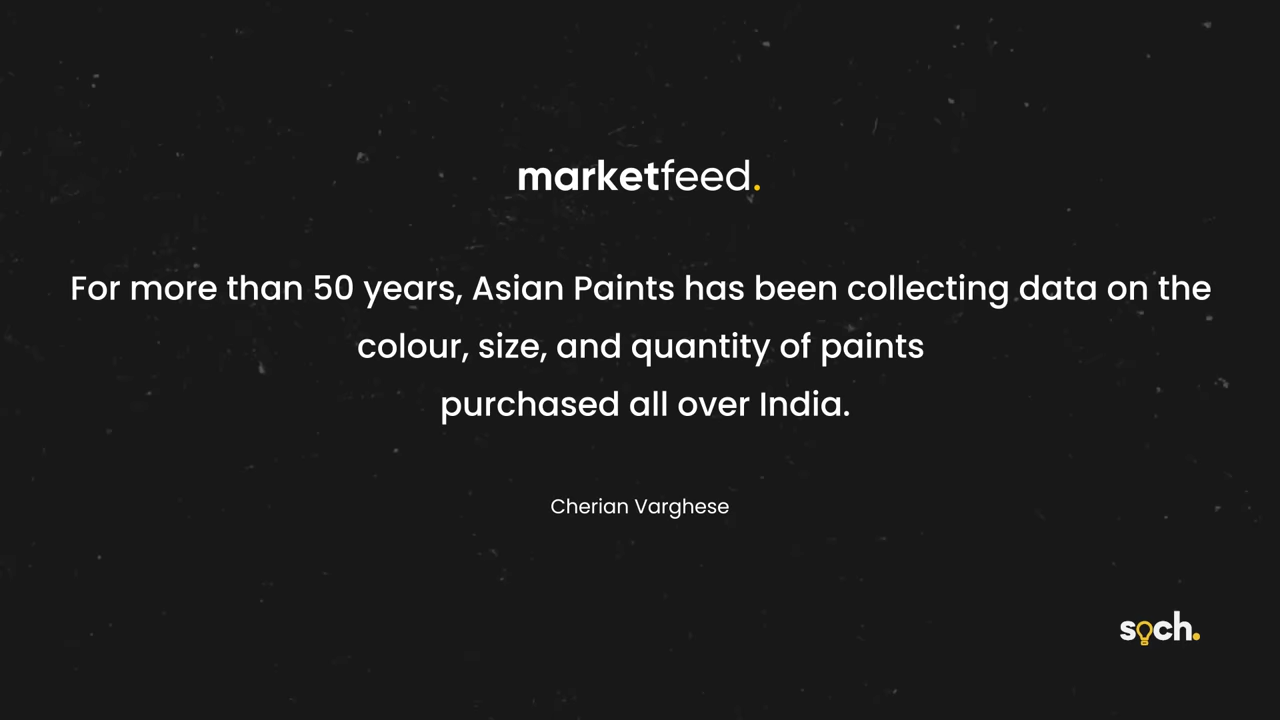 marketfeed.
For more than 50 years, Asian Paints has been collecting data on the
colour, size, and quantity of paints
purchased all over India.
Cherian Varghese
soch.